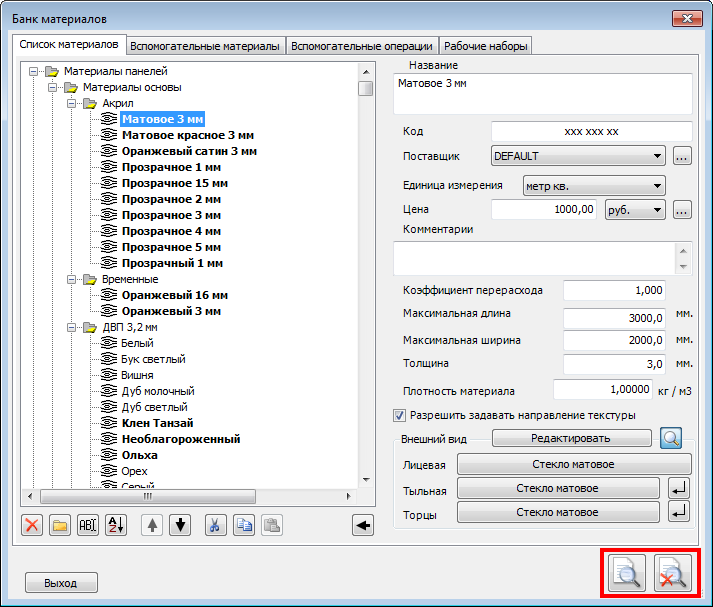 Банк материалов
Список материалов Вспомогательные материалы Вспомогательные операции Рабочие наборы
Материалы панелей
Материалы основы
Акрил
Матовое 3 мм
Матовое красное 3 мм
Оранжевый сатин 3 мм
Прозрачное 1 мм
Прозрачное 15 мм
Прозрачное 2 мм
Прозрачное 3 мм
Прозрачное 4 мм
Прозрачное 5 мм
Прозрачный 1 мм
Временные
Оранжевый 16 мм
Оранжевый 3 мм
ДВП 3,2 мм
Белый
Бук светлый
Вишня
Дуб молочный
Дуб светлый
Клен Танзай
Необлагороженный
Ольха
Орех
Серый
Название
Матовое 3 мм
Код xxx xxx xx
Поставщик DEFAULT ...
Единица измерения метр кв.
Цена 1000,00 руб. ...
Комментарии
Коэффициент перерасхода 1,000
Максимальная длина 3000,0 мм.
Максимальная ширина 2000,0 мм.
Толщина 3,0 мм.
Плотность материала 1,00000 кг / м3
Разрешить задавать направление текстуры
Внешний вид Редактировать
Лицевая Стекло матовое
Тыльная Стекло матовое
Торцы Стекло матовое
ABI AZ
Выход